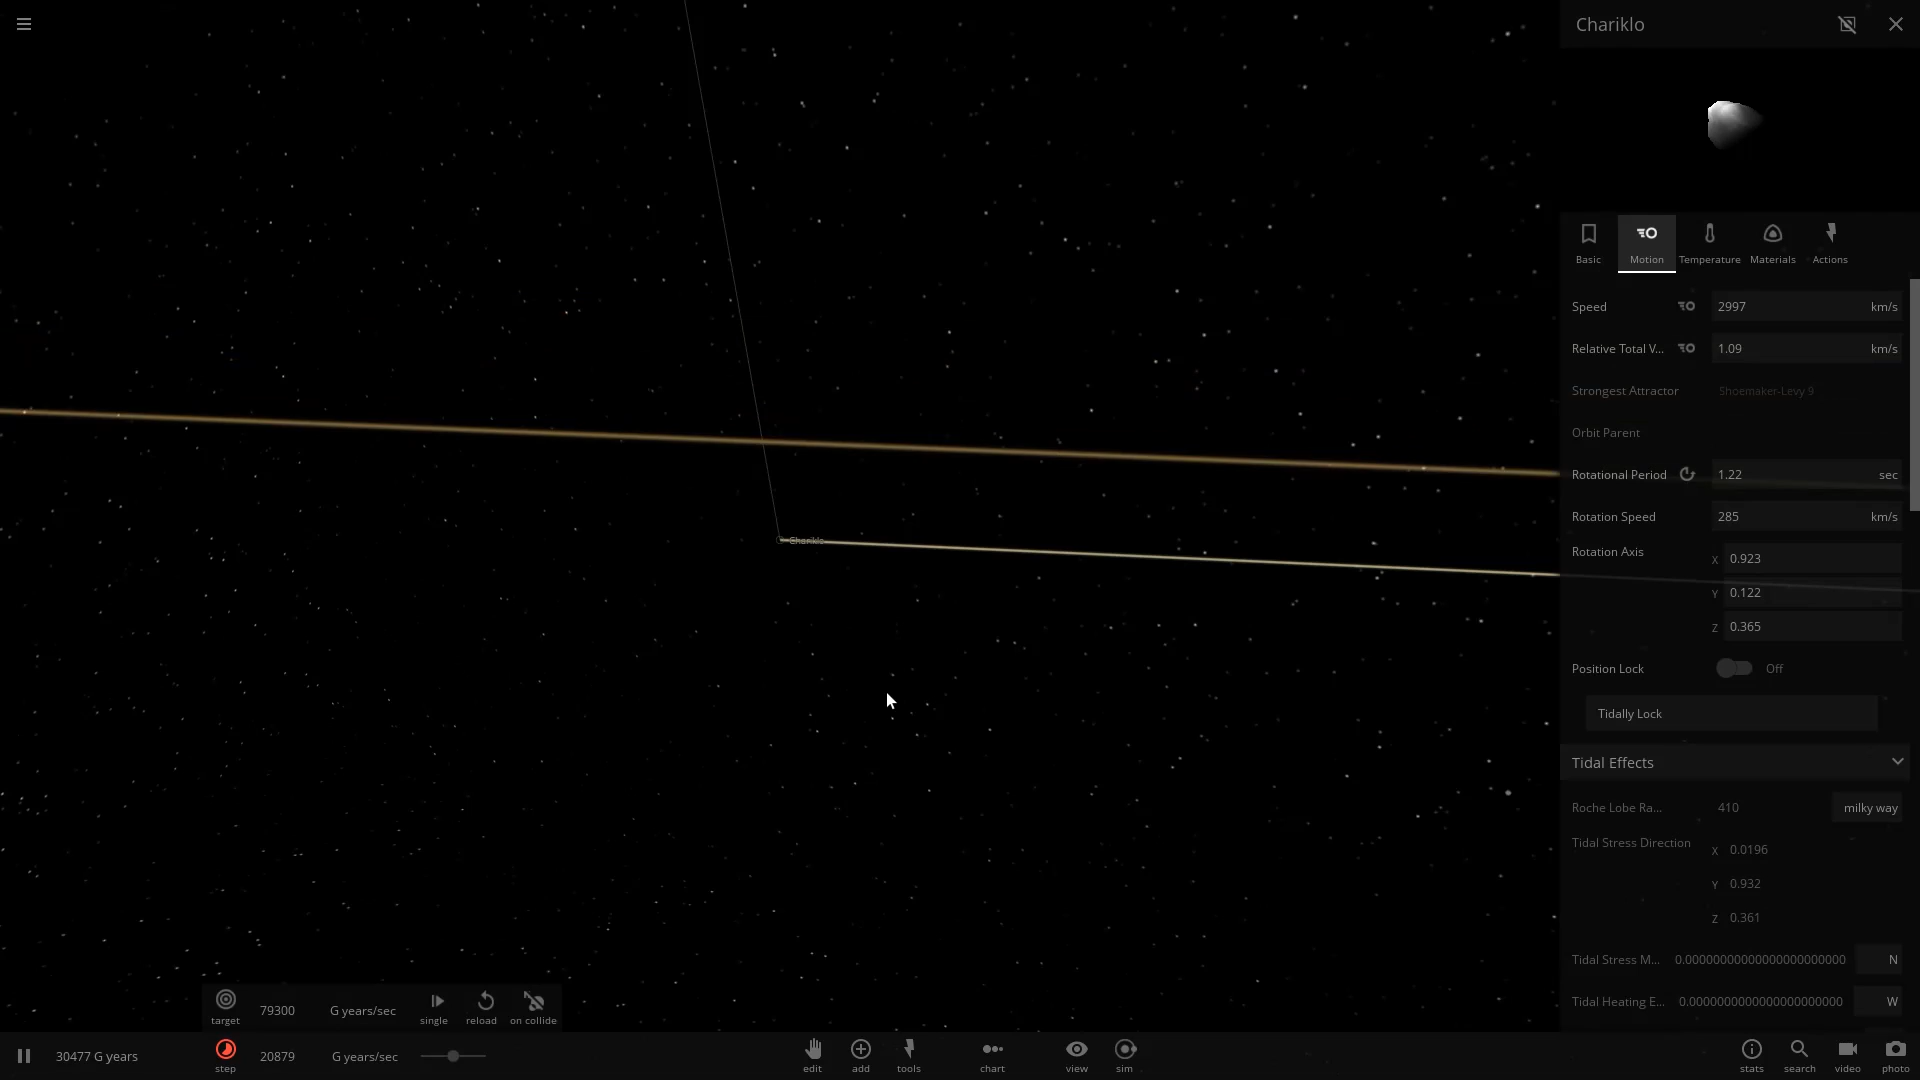 Chariklo
Basic
Motion
Temperature
Materials
Actions
Speed 2997 km/s
Relative Total V... 1.09 km/s
Strongest Attractor Shoemaker-Levy 9
Orbit Parent
Rotational Period 1.22 sec
Rotation Speed 285 km/s
Rotation Axis X 0.923
Y 0.122
Z 0.365
Position Lock Off
Tidally Lock
Tidal Effects
Roche Lobe Ra... 410 milky way
Tidal Stress Direction X 0.0196
Y 0.932
Z 0.361
Tidal Stress M... 0.00000000000000000000000 N
Tidal Heating E... 0.0000000000000000000000 W
Chariklo
target 79300 G years/sec single reload on collide
30477 G years step 20879 G years/sec
edit add tools chart view sim
stats search video photo